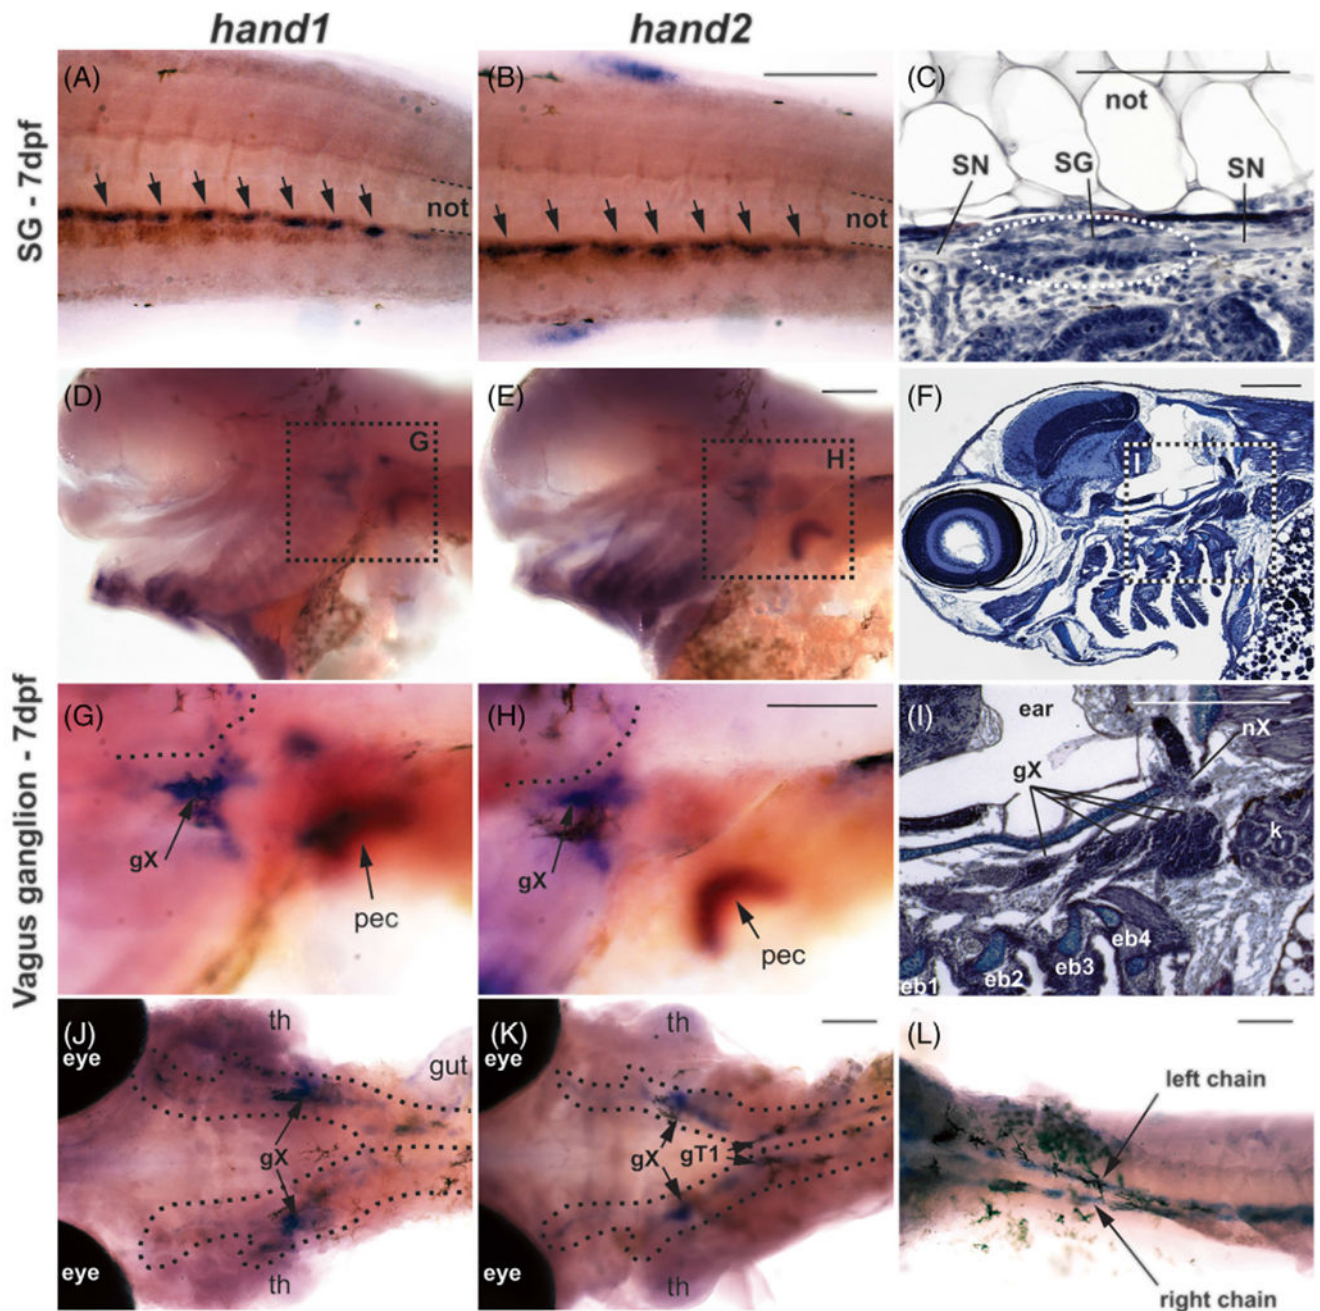 hand1
hand2
SG - 7dpf
(A)
not
(B)
not
(C)
not
SN
SG
SN
(D)
G
(E)
H
(F)
I
Vagus ganglion - 7dpf
(G)
gX
pec
(H)
gX
pec
(I)
ear
nX
gX
k
eb4
eb3
eb2
eb1
(J)
eye
th
gut
gX
eye
th
(K)
eye
th
gX
gT1
eye
th
(L)
left chain
right chain